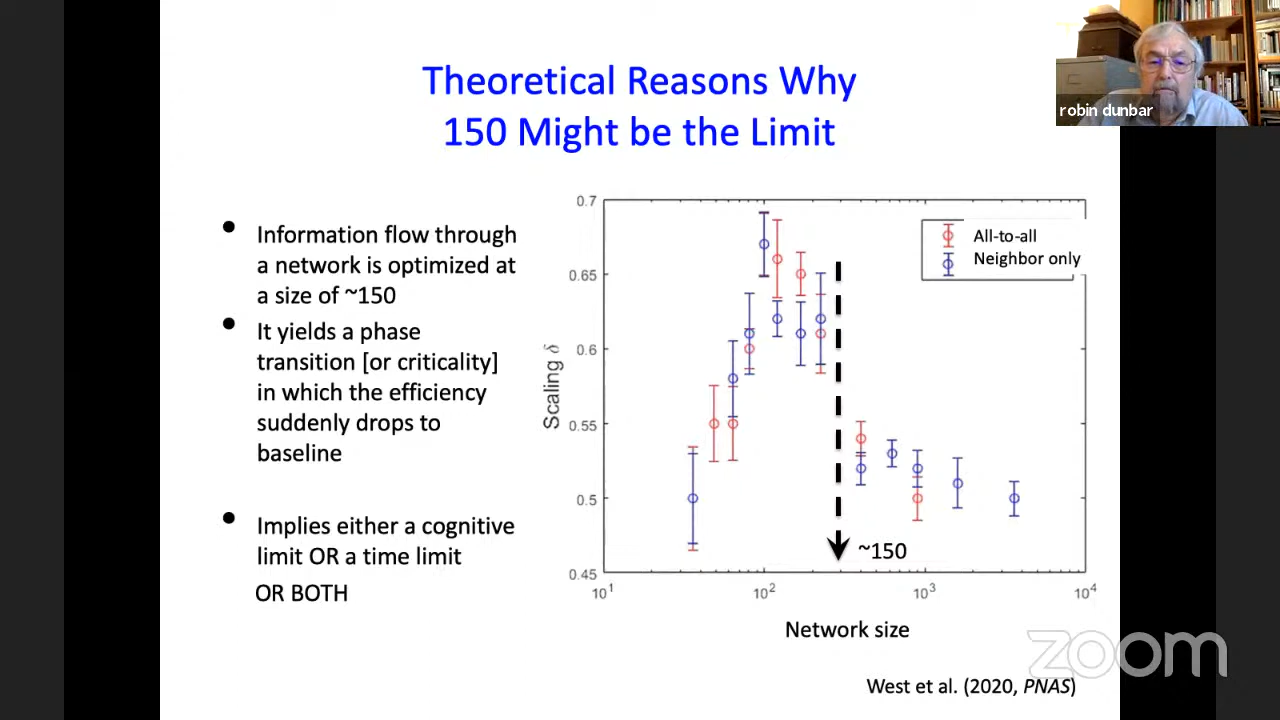 Theoretical Reasons Why
150 Might be the Limit
robin dunbar
• Information flow through
a network is optimized at
a size of ~150
• It yields a phase
transition [or criticality]
in which the efficiency
suddenly drops to
baseline
• Implies either a cognitive
limit OR a time limit
OR BOTH
0.7
0.65
0.6
0.55
0.5
0.45
Scaling δ
All-to-all
Neighbor only
~150
10¹
10²
10³
10⁴
Network size
zoom
West et al. (2020, PNAS)